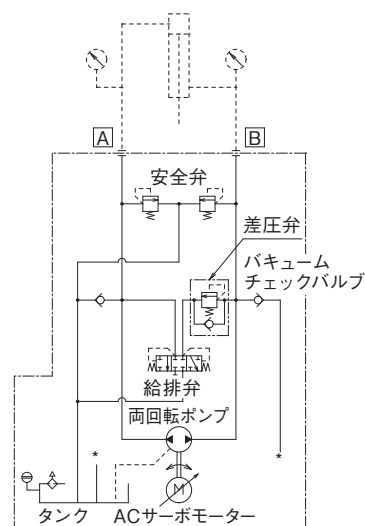 A
B
安全弁
差圧弁
バキューム
チェックバルブ
給排弁
両回転ポンプ
*
*
M
タンク
ACサーボモーター